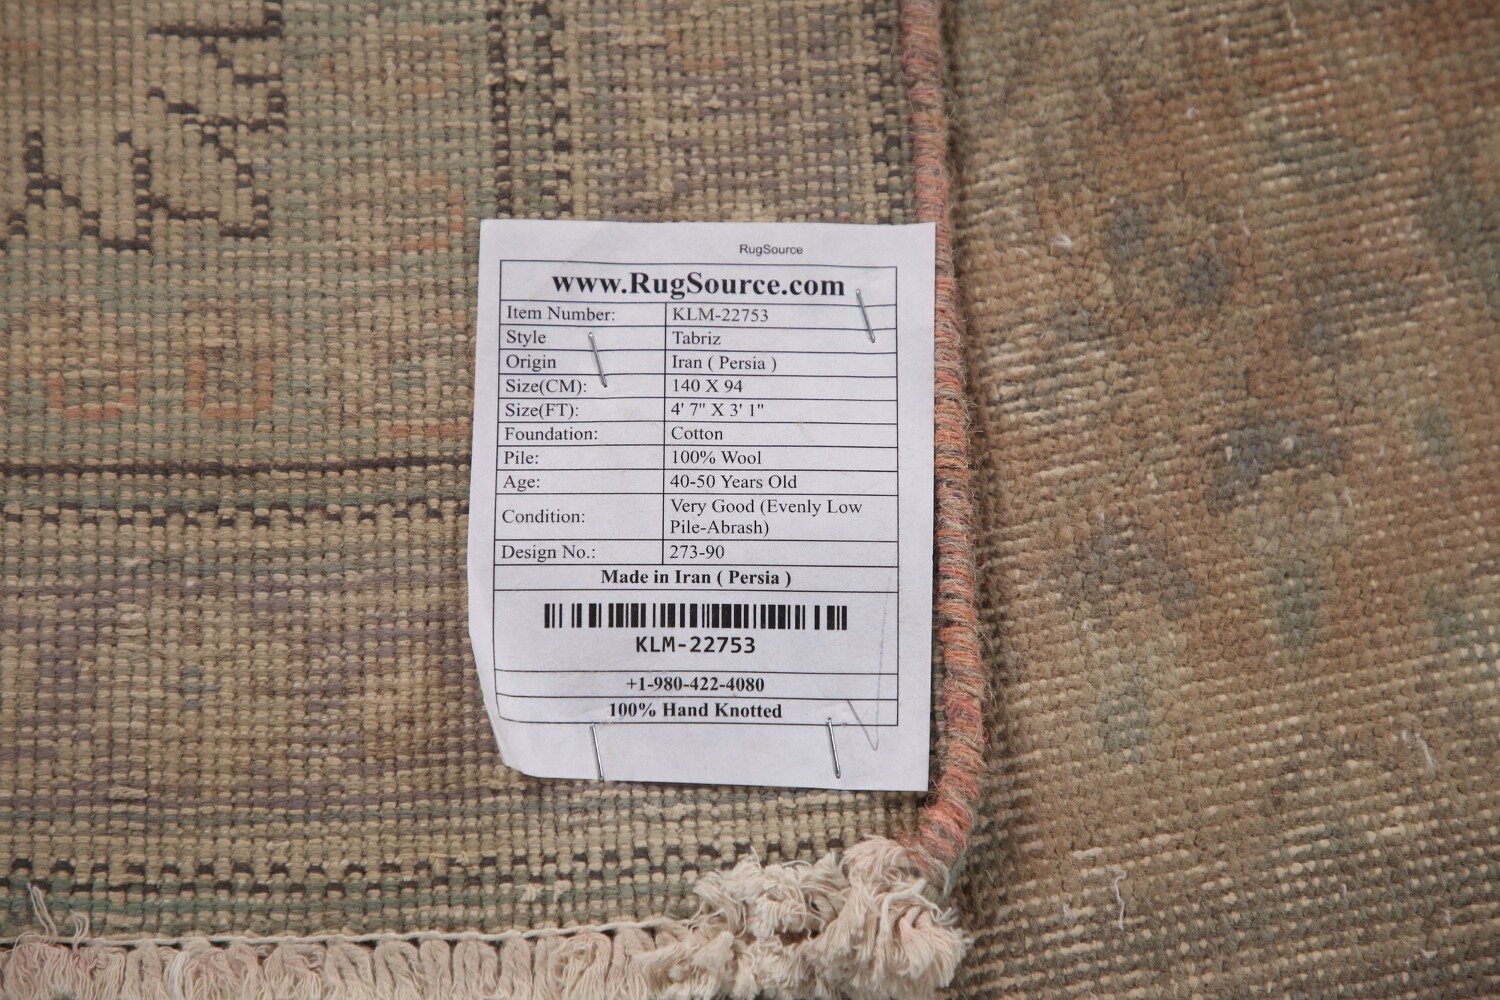 RugSource
www.RugSource.com
Item Number: KLM-22753
Style Tabriz
Origin Iran ( Persia )
Size(CM): 140 X 94
Size(FT): 4' 7" X 3' 1"
Foundation: Cotton
Pile: 100% Wool
Age: 40-50 Years Old
Condition: Very Good (Evenly Low
Pile-Abrash)
Design No.: 273-90
Made in Iran ( Persia )
KLM-22753
+1-980-422-4080
100% Hand Knotted